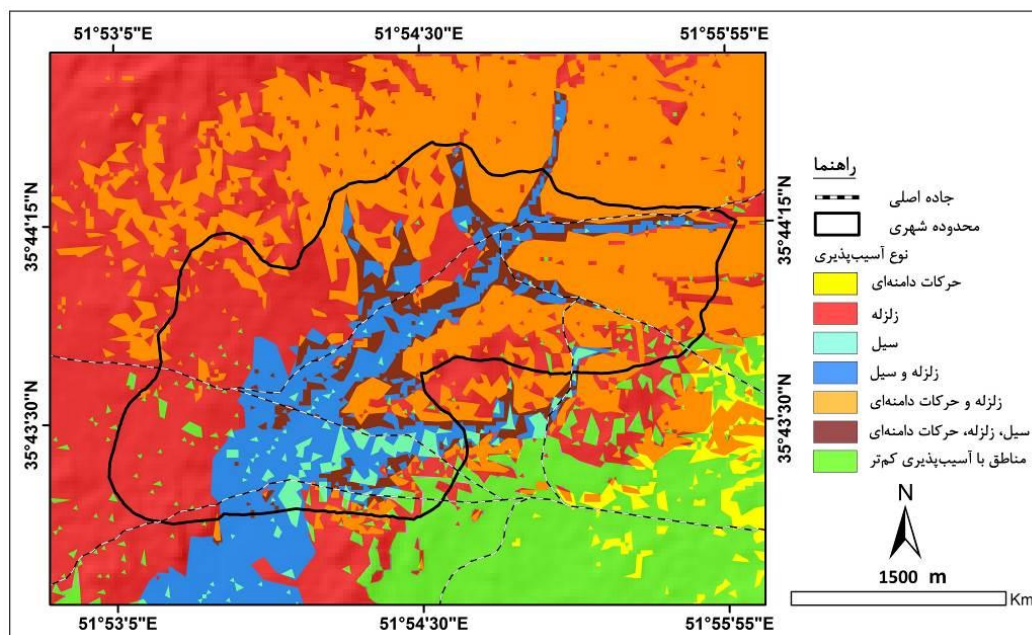 51°53'5"E 51°54'30"E 51°55'55"E
35°44'15"N
35°43'30"N
35°44'15"N
35°43'30"N
51°53'5"E 51°54'30"E 51°55'55"E
راهنما
جاده اصلی
محدوده شهری
نوع آسیب‌پذیری
حرکات دامنه‌ای
زلزله
سیل
زلزله و سیل
زلزله و حرکات دامنه‌ای
سیل، زلزله، حرکات دامنه‌ای
مناطق با آسیب‌پذیری کم‌تر
N
1500 m
Km